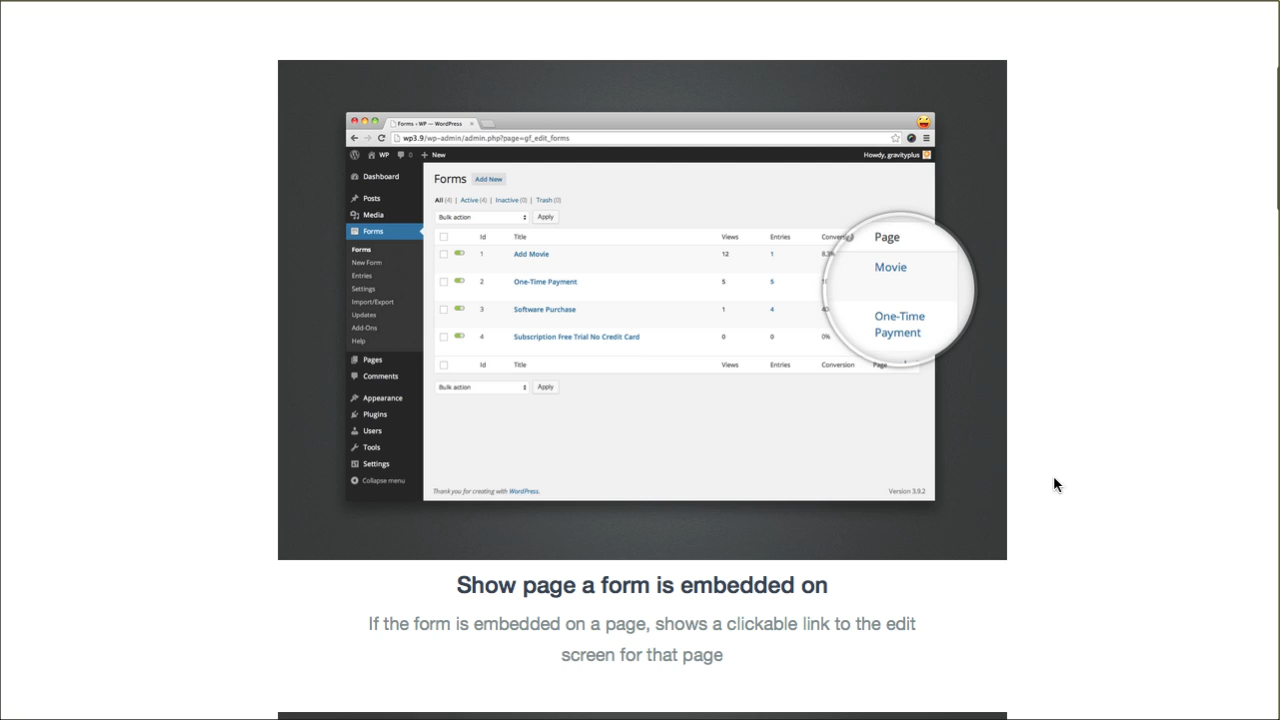 Forms ‹ WP — WordPress
wp3.9/wp-admin/admin.php?page=gf_edit_forms
WP 0 New Howdy, gravityplus
Dashboard
Posts
Media
Forms
Forms
New Form
Entries
Settings
Import/Export
Updates
Add-Ons
Help
Pages
Comments
Appearance
Plugins
Users
Tools
Settings
Collapse menu
Forms Add New
All (4) | Active (4) | Inactive (0) | Trash (0)
Bulk action Apply
Id Title Views Entries Page
1 Add Movie 12 1 Movie
2 One-Time Payment 5 5
3 Software Purchase 1 4 One-Time
Payment
4 Subscription Free Trial No Credit Card 0 0 0%
Id Title Views Entries Conversion Page
Bulk action Apply
Thank you for creating with WordPress. Version 3.9.2
Show page a form is embedded on
If the form is embedded on a page, shows a clickable link to the edit
screen for that page